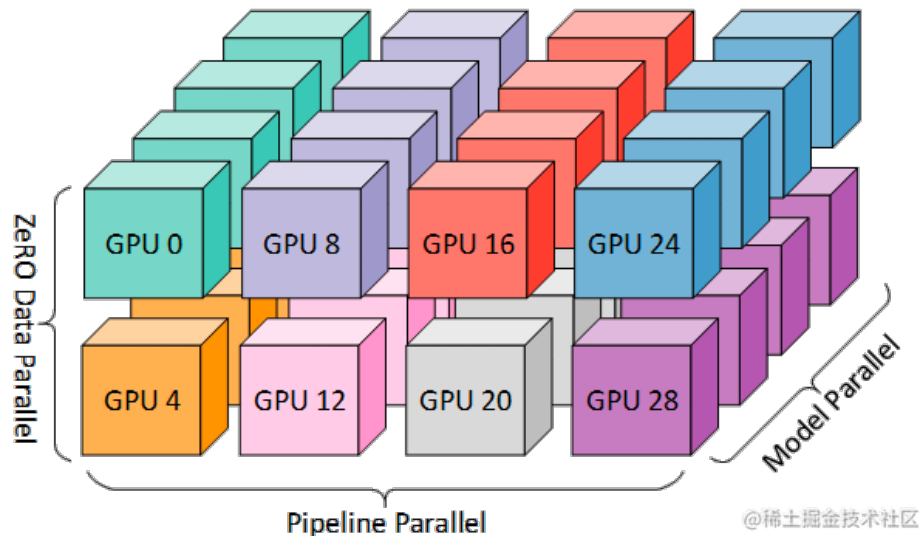 GPU 0
GPU 8
GPU 16
GPU 24
ZeRO Data Parallel
GPU 4
GPU 12
GPU 20
GPU 28
Model Parallel
Pipeline Parallel
@稀土掘金技术社区